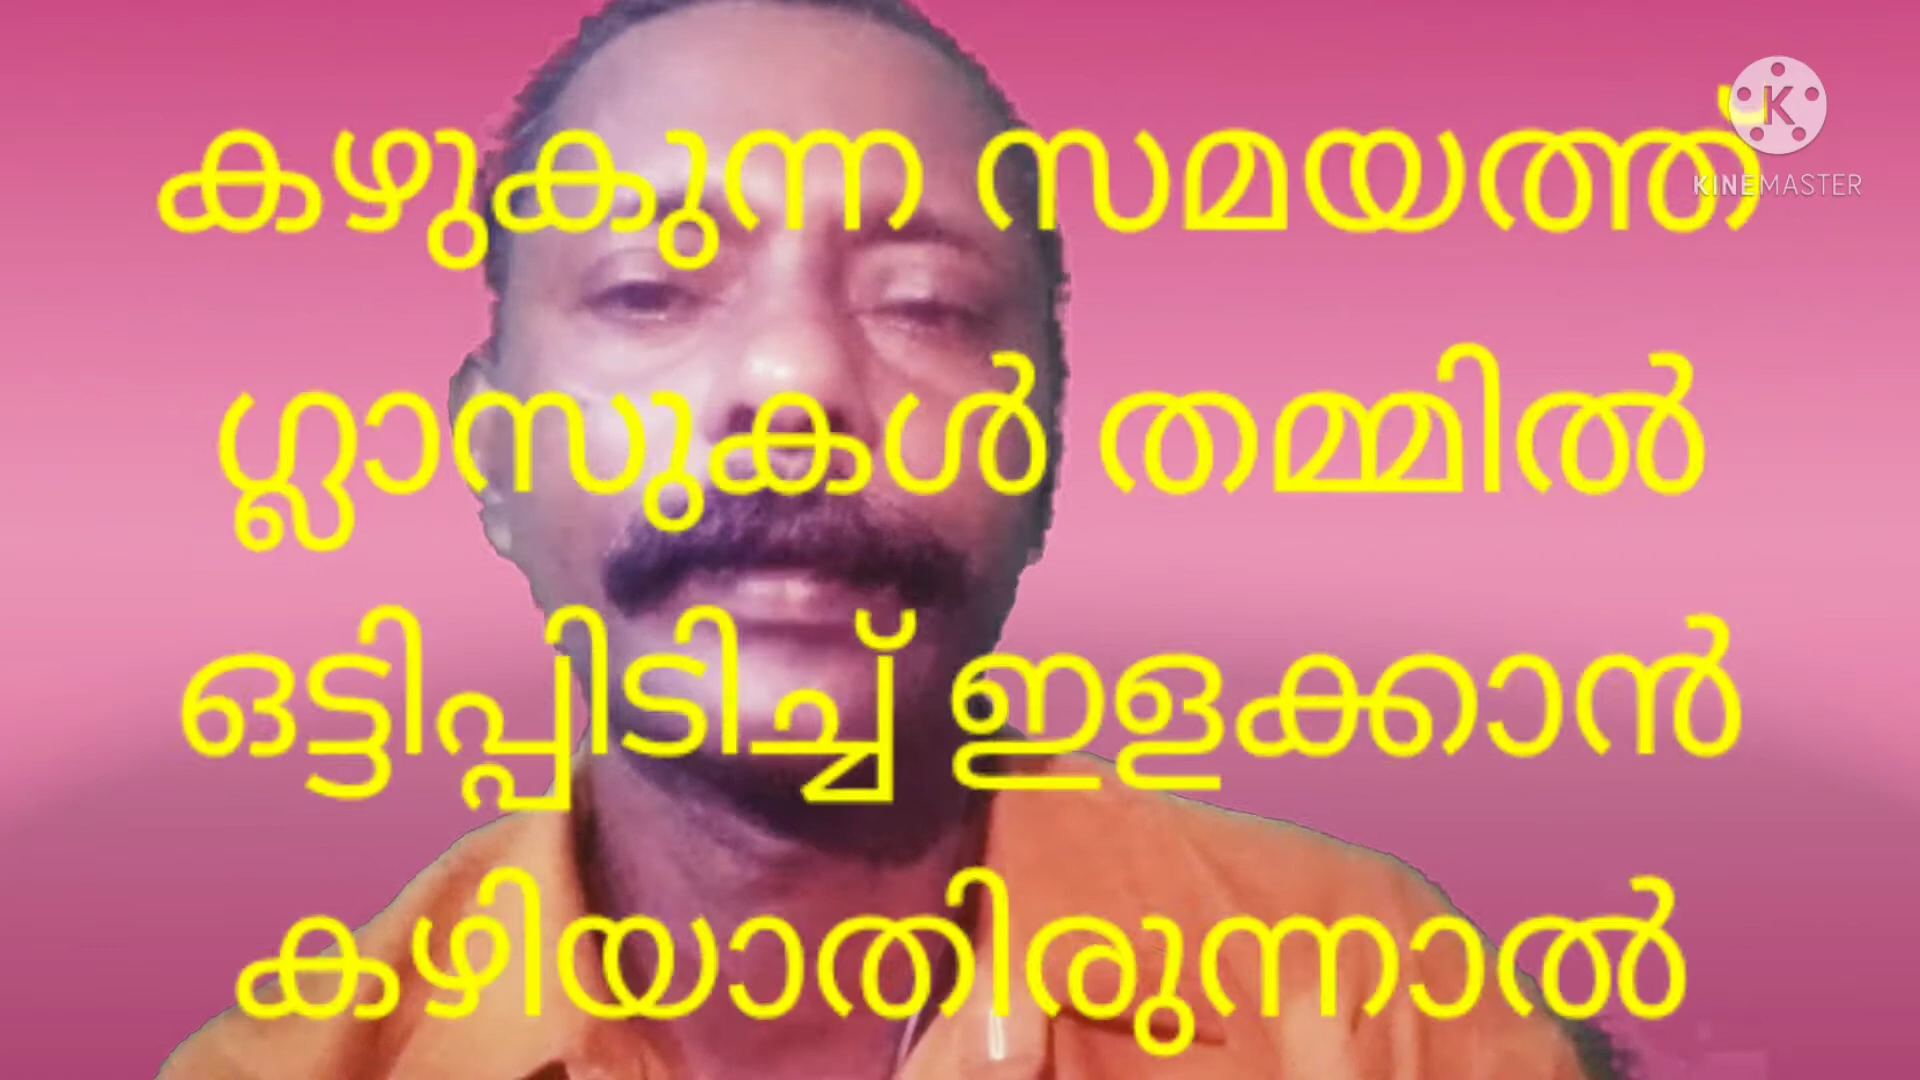 കഴുകുന്ന സമയത്ത്
ഗ്ലാസുകൾ തമ്മിൽ
ഒട്ടിപ്പിടിച്ച് ഇളക്കാൻ
കഴിയാതിരുന്നാൽ
K
KINEMASTER